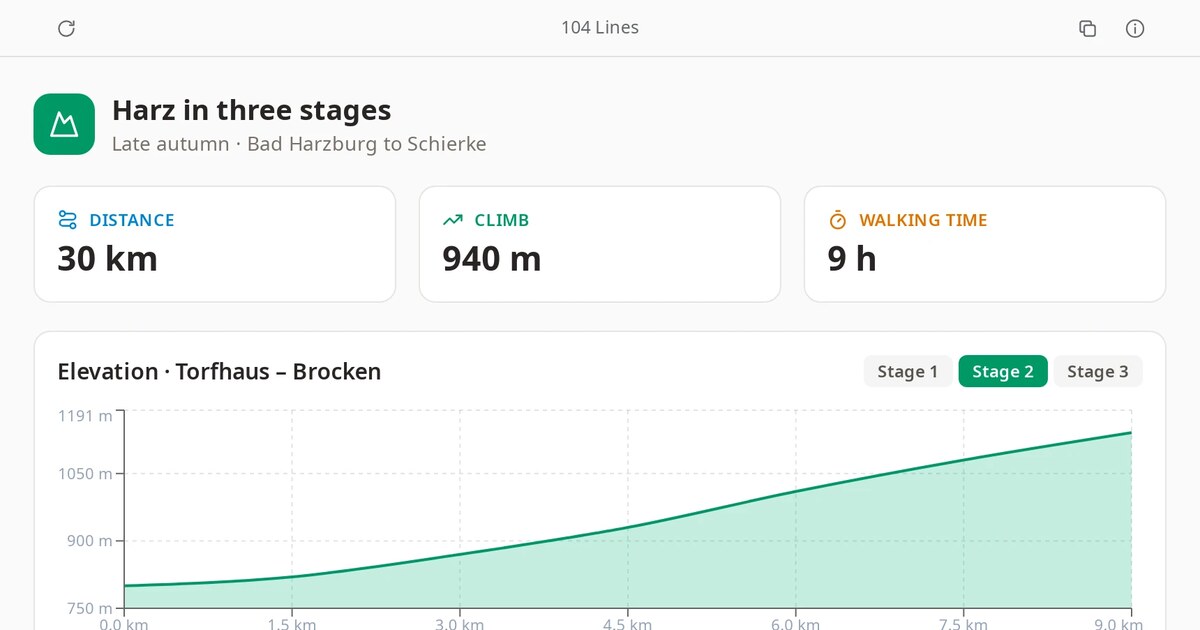 104 Lines
Harz in three stages
Late autumn · Bad Harzburg to Schierke
DISTANCE
30 km
CLIMB
940 m
WALKING TIME
9 h
Elevation · Torfhaus – Brocken
Stage 1 Stage 2 Stage 3
1191 m
1050 m
900 m
750 m
0.0 km 1.5 km 3.0 km 4.5 km 6.0 km 7.5 km 9.0 km